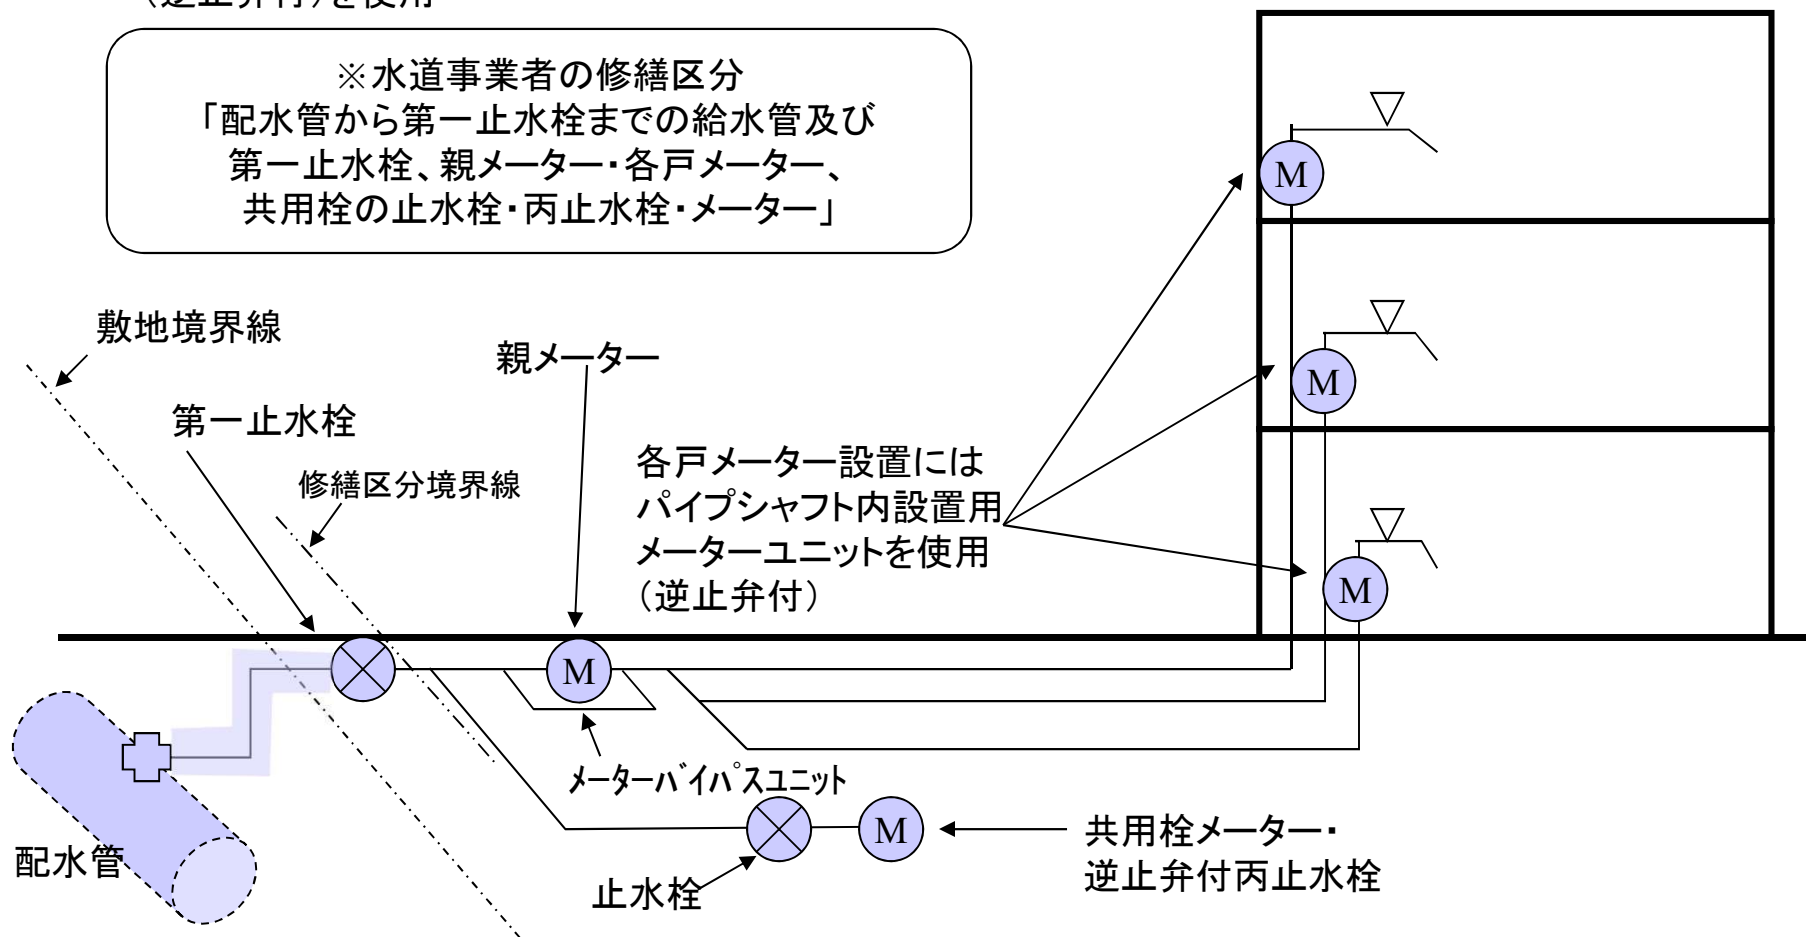 （逆止弁付）を使用
※水道事業者の修繕区分
「配水管から第一止水栓までの給水管及び
第一止水栓、親メーター・各戸メーター、
共用栓の止水栓・丙止水栓・メーター」
敷地境界線
親メーター
第一止水栓
修繕区分境界線
各戸メーター設置には
パイプシャフト内設置用
メーターユニットを使用
（逆止弁付）
M
M
M
M
メーターバイパスユニット
M
共用栓メーター・
逆止弁付丙止水栓
配水管
止水栓